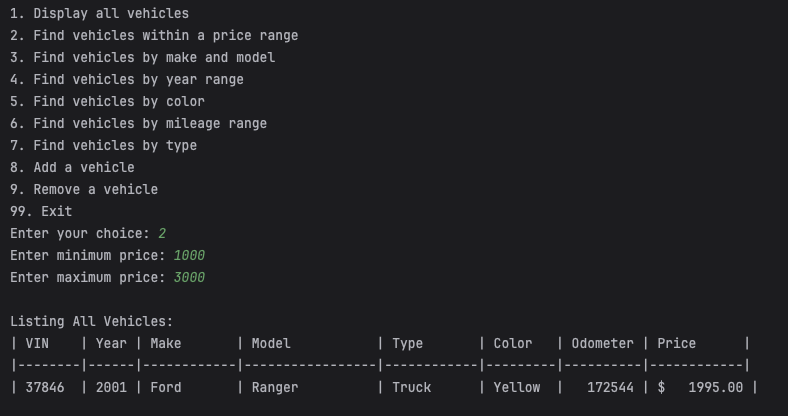 1. Display all vehicles
2. Find vehicles within a price range
3. Find vehicles by make and model
4. Find vehicles by year range
5. Find vehicles by color
6. Find vehicles by mileage range
7. Find vehicles by type
8. Add a vehicle
9. Remove a vehicle
99. Exit
Enter your choice: 2
Enter minimum price: 1000
Enter maximum price: 3000
Listing All Vehicles:
| VIN    | Year | Make       | Model           | Type       | Color   | Odometer | Price      |
|--------|------|------------|-----------------|------------|---------|----------|------------|
| 37846  | 2001 | Ford       | Ranger          | Truck      | Yellow  |   172544 | $   1995.00 |